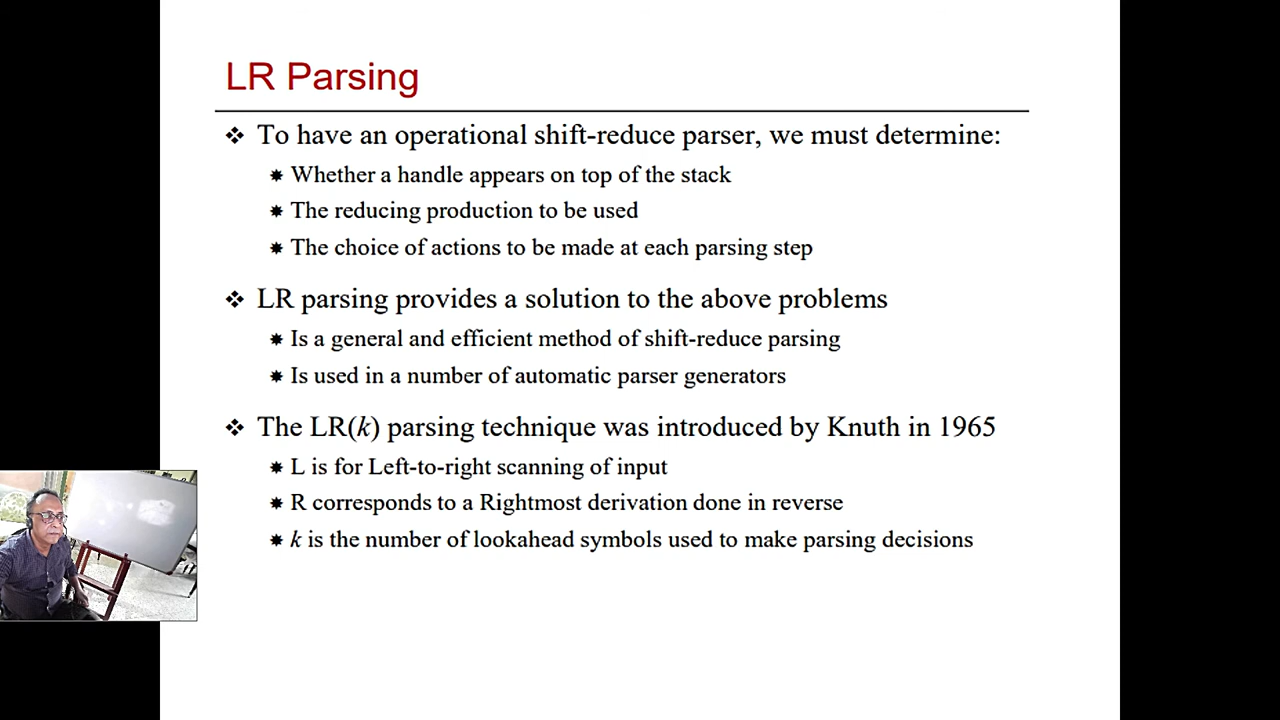 LR Parsing
❖ To have an operational shift-reduce parser, we must determine:
✷ Whether a handle appears on top of the stack
✷ The reducing production to be used
✷ The choice of actions to be made at each parsing step
❖ LR parsing provides a solution to the above problems
✷ Is a general and efficient method of shift-reduce parsing
✷ Is used in a number of automatic parser generators
❖ The LR(k) parsing technique was introduced by Knuth in 1965
✷ L is for Left-to-right scanning of input
✷ R corresponds to a Rightmost derivation done in reverse
✷ k is the number of lookahead symbols used to make parsing decisions